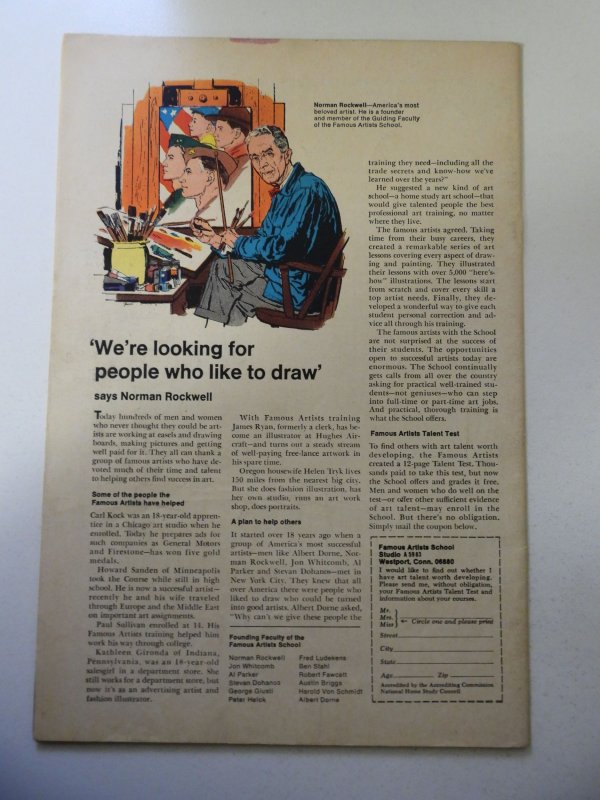 Norman Rockwell—America's most
beloved artist. He is a founder
and member of the Guiding Faculty
of the Famous Artists School.
'We're looking for
people who like to draw'
says Norman Rockwell
Today hundreds of men and women
who never thought they could be art-
ists are working at easels and drawing
boards, making pictures and getting
well paid for it. They all can thank a
group of famous artists who have de-
voted much of their time and talent
to helping others find success in art.
Some of the people the
Famous Artists have helped
Carl Kock was an 18-year-old appren-
tice in a Chicago art studio when he
enrolled. Today he prepares ads for
such companies as General Motors
and Firestone—has won five gold
medals.
Howard Sanden of Minneapolis
took the Course while still in high
school. He is now a successful artist—
recently he and his wife traveled
through Europe and the Middle East
on important art assignments.
Paul Sullivan enrolled at 14. His
Famous Artists training helped him
work his way through college.
Kathleen Gironda of Indiana,
Pennsylvania, was an 18-year-old
salesgirl in a department store. She
still works for a department store, but
now it's as an advertising artist and
fashion illustrator.
With Famous Artists training
James Ryan, formerly a clerk, has be-
come an illustrator at Hughes Air-
craft—and turns out a steady stream
of well-paying free-lance artwork in
his spare time.
Oregon housewife Helen Tryk lives
150 miles from the nearest big city.
But she does fashion illustration, has
her own studio, runs an art work
shop, does portraits.
A plan to help others
It started over 18 years ago when a
group of America's most successful
artists—men like Albert Dorne, Nor-
man Rockwell, Jon Whitcomb, Al
Parker and Stevan Dohanos—met in
New York City. They knew that all
over America there were people who
liked to draw who could be turned
into good artists. Albert Dorne asked,
"Why can't we give these people the
Founding Faculty of the
Famous Artists School
Norman Rockwell
Jon Whitcomb
Al Parker
Stevan Dohanos
George Giusti
Peter Helck
Fred Ludekens
Ben Stahl
Robert Fawcett
Austin Briggs
Harold Von Schmidt
Albert Dorne
training they need—including all the
trade secrets and know-how we've
learned over the years?"
He suggested a new kind of art
school—a home study art school—that
would give talented people the best
professional art training, no matter
where they live.
The famous artists agreed. Taking
time from their busy careers, they
created a remarkable series of art
lessons covering every aspect of draw-
ing and painting. They illustrated
their lessons with over 5,000 "here's-
how" illustrations. The lessons start
from scratch and cover every skill a
top artist needs. Finally, they de-
veloped a wonderful way to give each
student personal correction and ad-
vice all through his training.
The famous artists with the School
are not surprised at the success of
their students. The opportunities
open to successful artists today are
enormous. The School continually
gets calls from all over the country
asking for practical well-trained stu-
dents—not geniuses—who can step
into full-time or part-time art jobs.
And practical, thorough training is
what the School offers.
Famous Artists Talent Test
To find others with art talent worth
developing, the Famous Artists
created a 12-page Talent Test. Thou-
sands paid to take this test, but now
the School offers and grades it free.
Men and women who do well on the
test—or offer other sufficient evidence
of art talent—may enroll in the
School. But there's no obligation.
Simply mail the coupon below.
Famous Artists School
Studio
Westport, Conn. 06880
I would like to find out whether I
have art talent worth developing.
Please send me, without obligation,
your Famous Artists Talent Test and
information about your courses.
Mr.
Mrs.
Miss
Circle one and please print
Street
City
State
Age Zip
Accredited by the Accrediting Commission
National Home Study Council